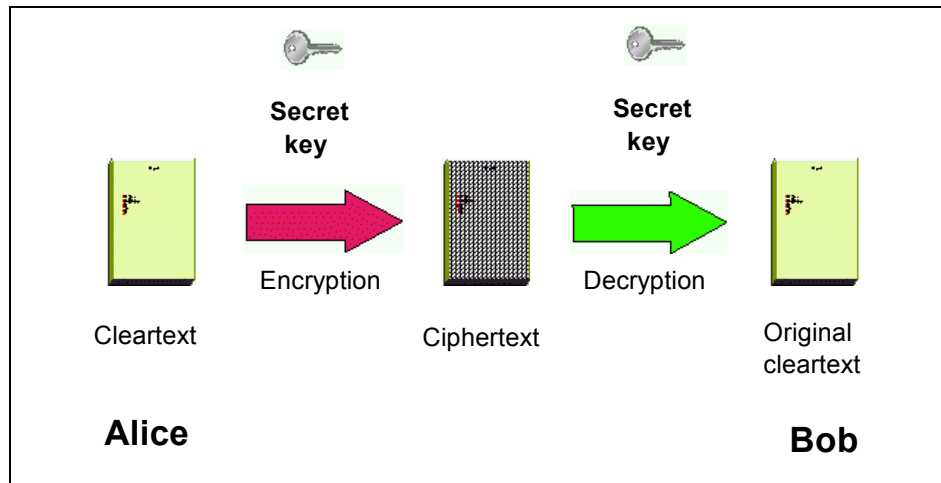 Secret
key
Secret
key
Encryption
Decryption
Cleartext
Ciphertext
Original
cleartext
Alice
Bob